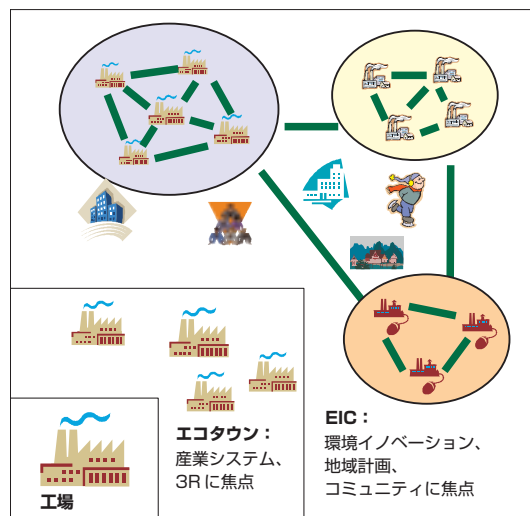 エコタウン：
産業システム、
3Rに焦点
工場
EIC：
環境イノベーション、
地域計画、
コミュニティに焦点